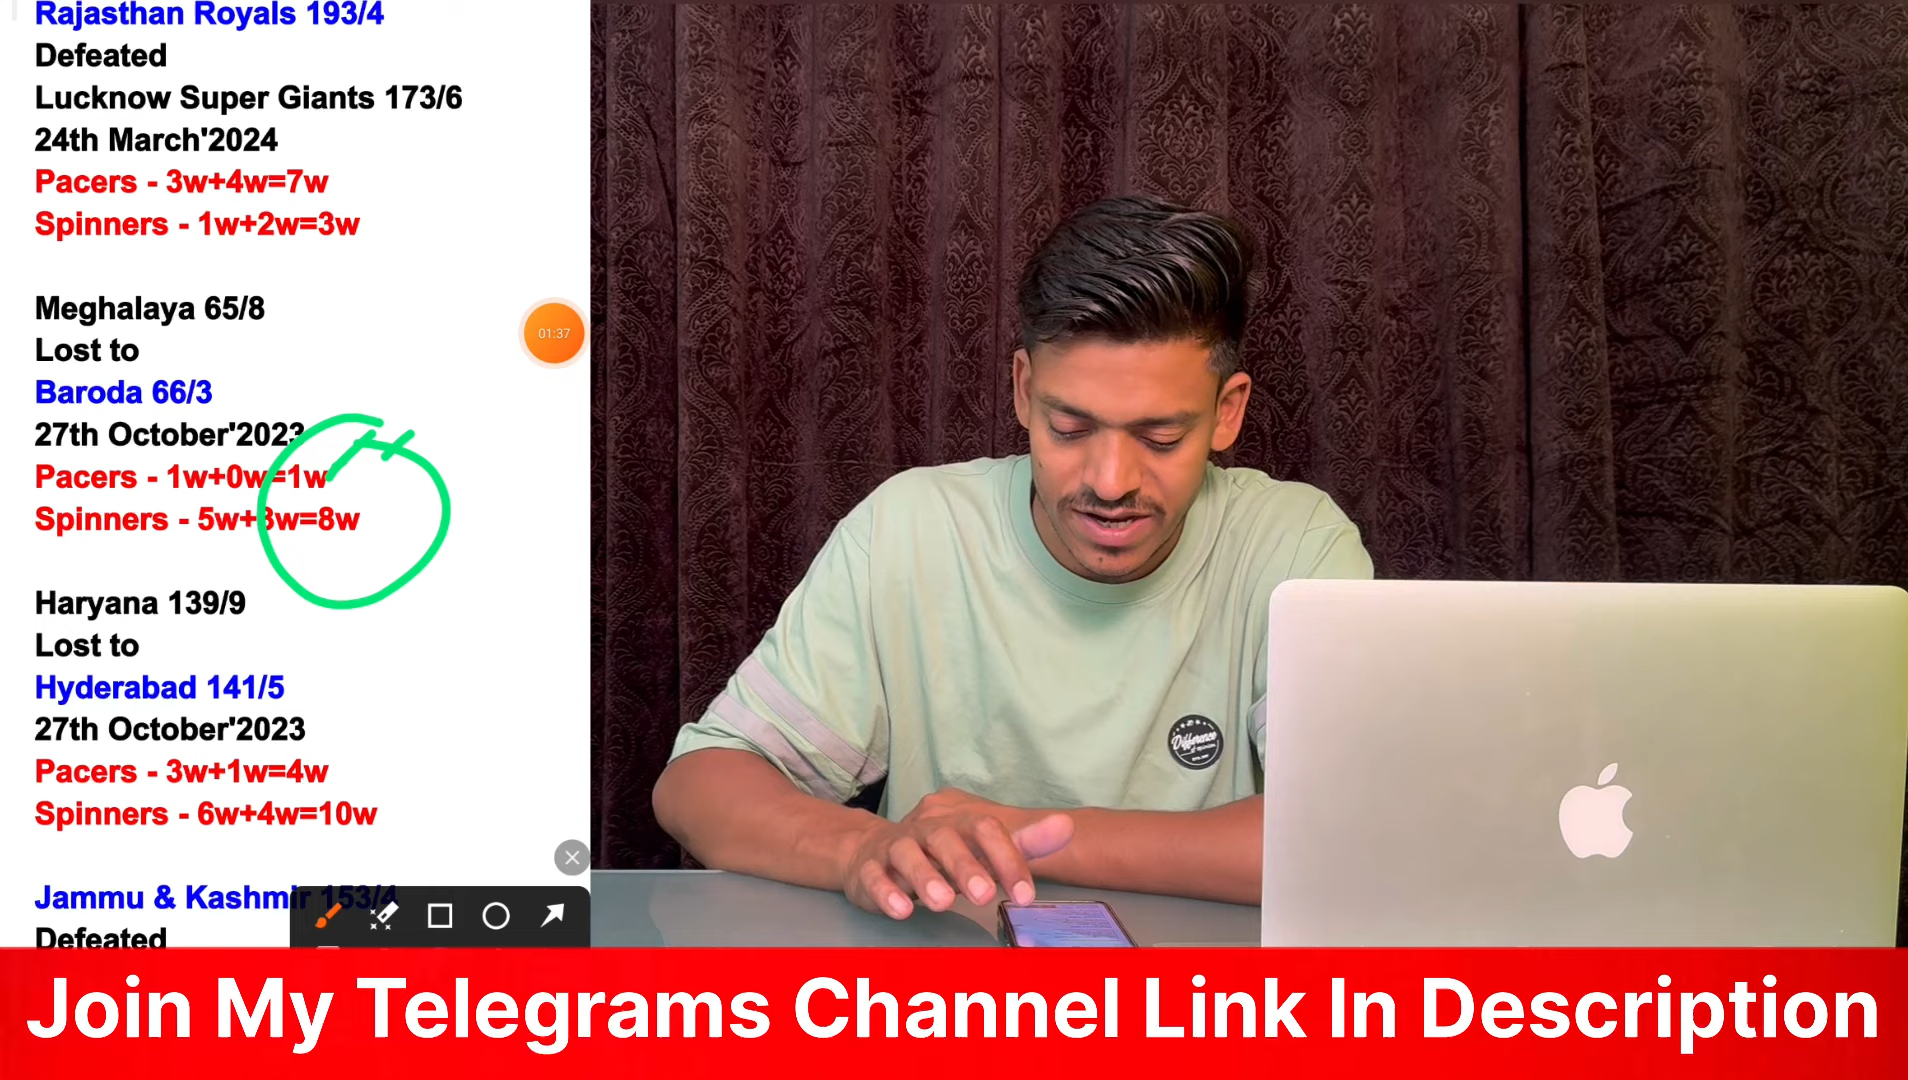 Rajasthan Royals 193/4
Defeated
Lucknow Super Giants 173/6
24th March'2024
Pacers - 3w+4w=7w
Spinners - 1w+2w=3w
Meghalaya 65/8
Lost to
Baroda 66/3
27th October'2023
Pacers - 1w+0w=1w
Spinners - 5w+3w=8w
01:37
Haryana 139/9
Lost to
Hyderabad 141/5
27th October'2023
Pacers - 3w+1w=4w
Spinners - 6w+4w=10w
Jammu & Kashmir 153/4
Defeated
Difference
Join My Telegrams Channel Link In Description